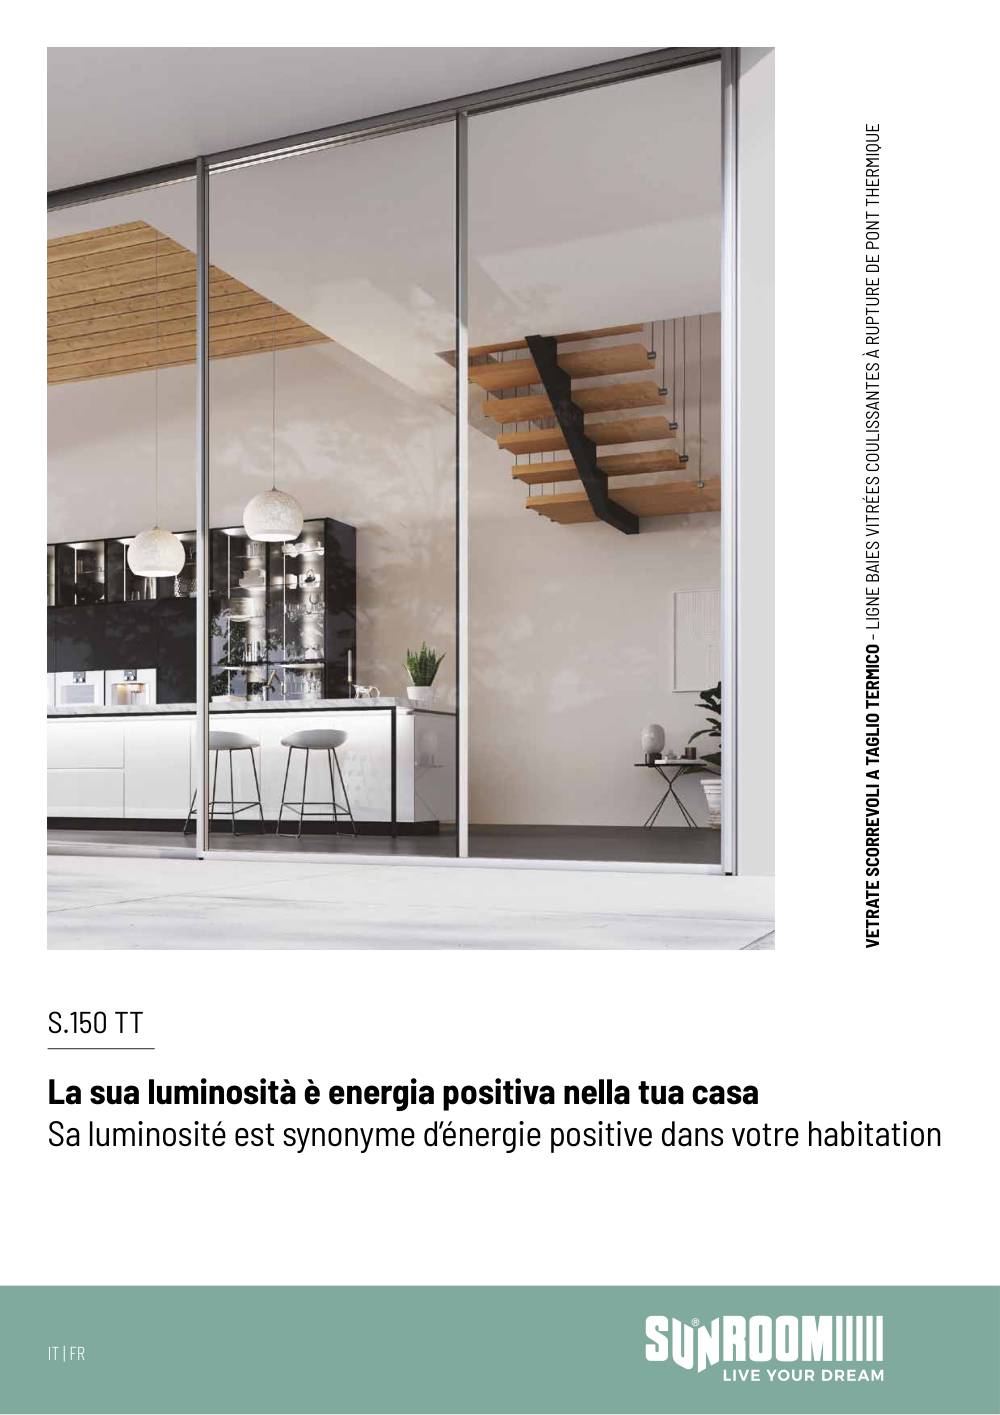 VETRATE SCORREVOLI A TAGLIO TERMICO - LIGNE BAIES VITRÉES COULISSANTES À RUPTURE DE PONT THERMIQUE
S.150 TT
La sua luminosità è energia positiva nella tua casa
Sa luminosité est synonyme d’énergie positive dans votre habitation
IT | FR
SUNROOM®
LIVE YOUR DREAM